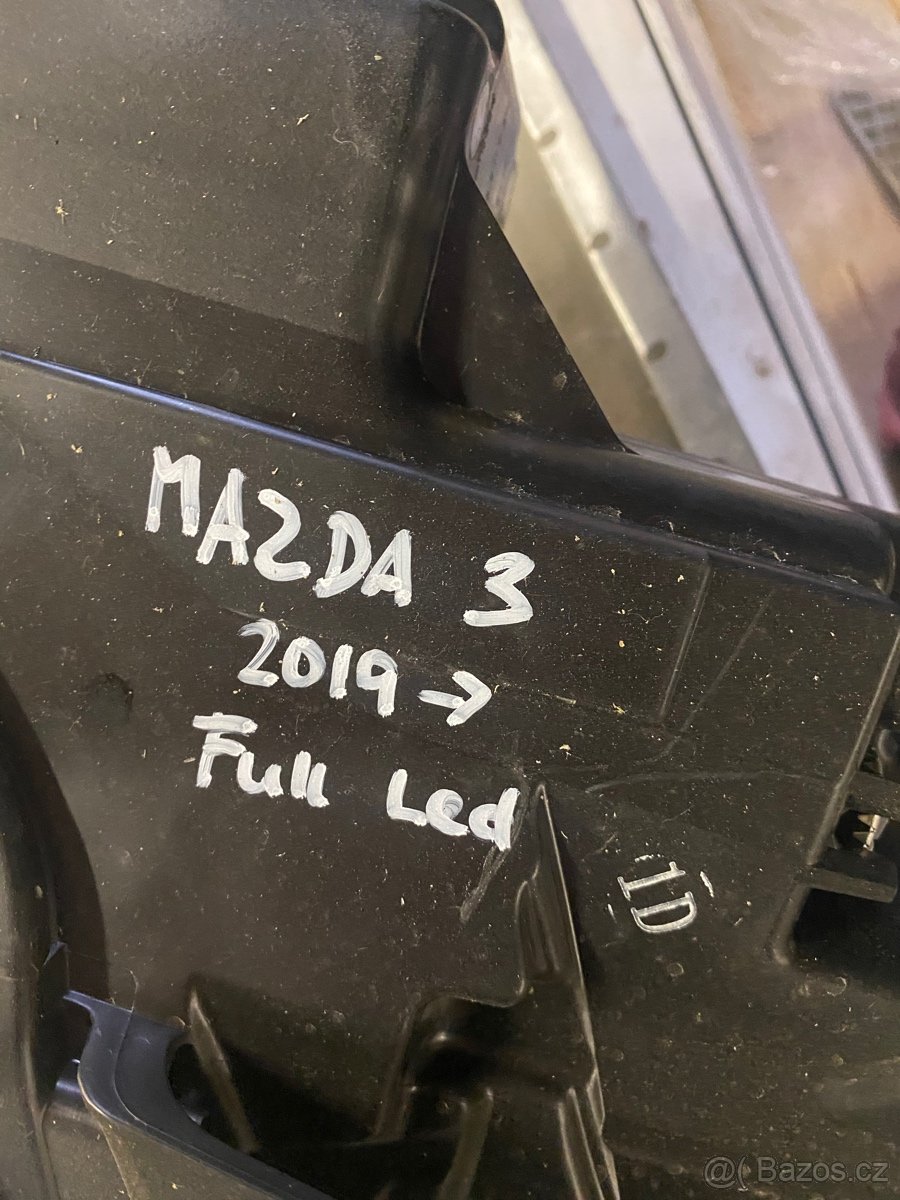 MAZDA 3
2019→
Full Led
1D
@( Bazos.cz